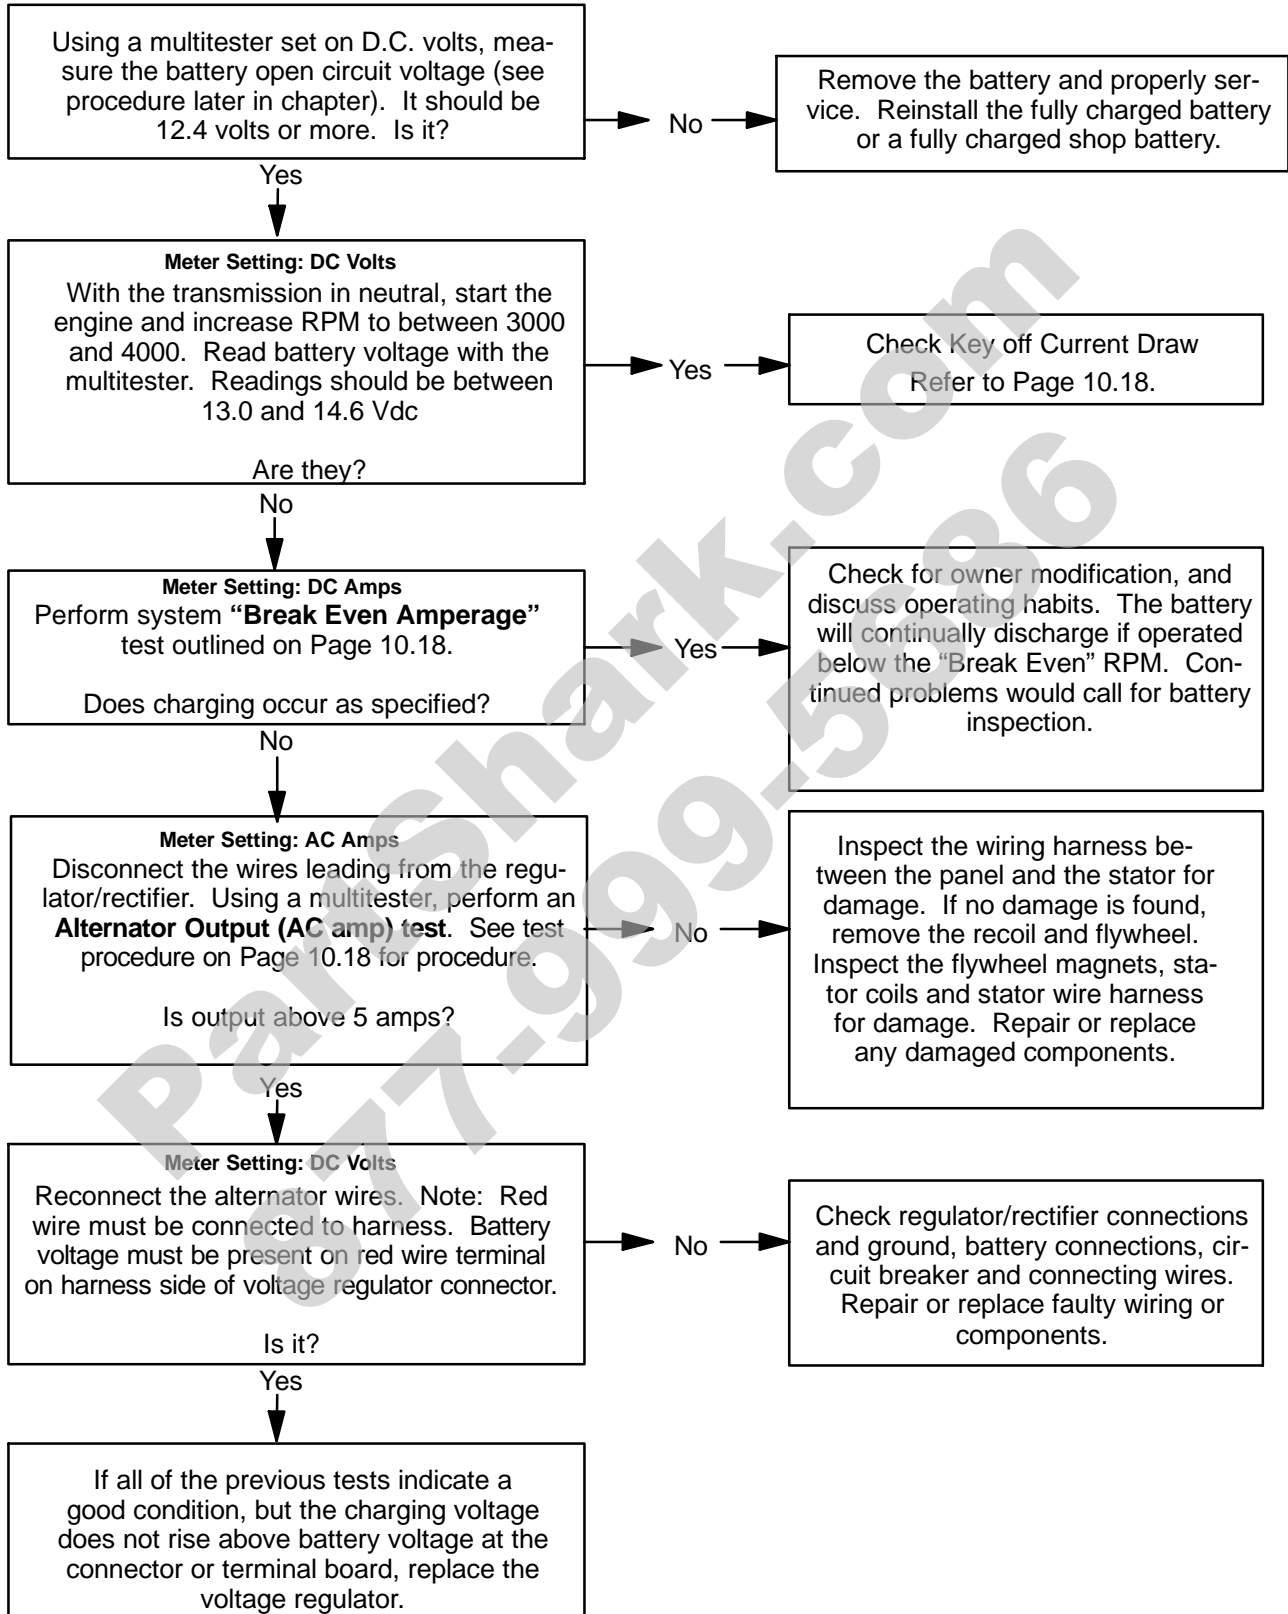 Using a multitester set on D.C. volts, mea-
sure the battery open circuit voltage (see
procedure later in chapter). It should be
12.4 volts or more. Is it?
No
Remove the battery and properly ser-
vice. Reinstall the fully charged battery
or a fully charged shop battery.
Yes
Meter Setting: DC Volts
With the transmission in neutral, start the
engine and increase RPM to between 3000
and 4000. Read battery voltage with the
multitester. Readings should be between
13.0 and 14.6 Vdc
Are they?
Yes
Check Key off Current Draw
Refer to Page 10.18.
No
Meter Setting: DC Amps
Perform system “Break Even Amperage”
test outlined on Page 10.18.
Does charging occur as specified?
Yes
Check for owner modification, and
discuss operating habits. The battery
will continually discharge if operated
below the “Break Even” RPM. Con-
tinued problems would call for battery
inspection.
No
Meter Setting: AC Amps
Disconnect the wires leading from the regu-
lator/rectifier. Using a multitester, perform an
Alternator Output (AC amp) test. See test
procedure on Page 10.18 for procedure.
Is output above 5 amps?
No
Inspect the wiring harness be-
tween the panel and the stator for
damage. If no damage is found,
remove the recoil and flywheel.
Inspect the flywheel magnets, sta-
tor coils and stator wire harness
for damage. Repair or replace
any damaged components.
Yes
Meter Setting: DC Volts
Reconnect the alternator wires. Note: Red
wire must be connected to harness. Battery
voltage must be present on red wire terminal
on harness side of voltage regulator connector.
Is it?
No
Check regulator/rectifier connections
and ground, battery connections, cir-
cuit breaker and connecting wires.
Repair or replace faulty wiring or
components.
Yes
If all of the previous tests indicate a
good condition, but the charging voltage
does not rise above battery voltage at the
connector or terminal board, replace the
voltage regulator.
PartShark.com
877-999-5686